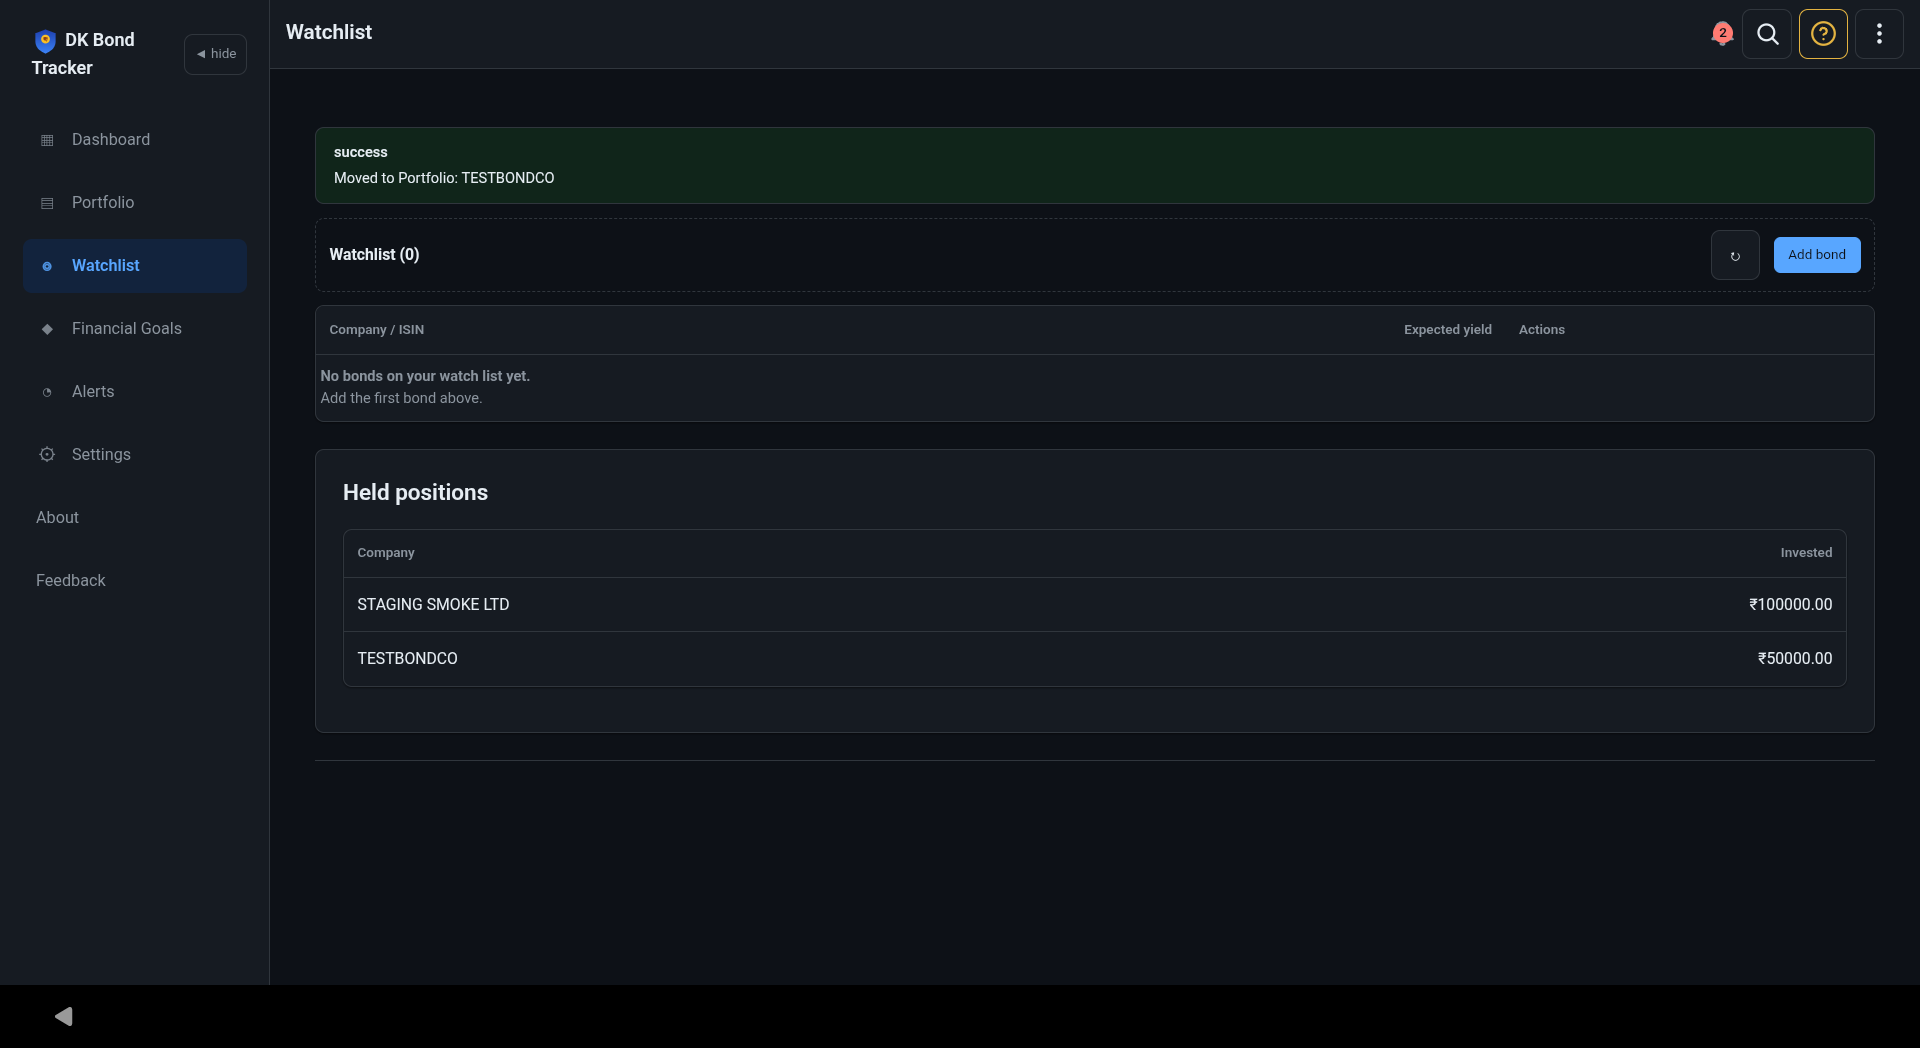 DK Bond
Tracker
◄ hide
Dashboard
Portfolio
Watchlist
Financial Goals
Alerts
Settings
About
Feedback
Watchlist
2
success
Moved to Portfolio: TESTBONDCO
Watchlist (0)
Add bond
Company / ISIN Expected yield Actions
No bonds on your watch list yet.
Add the first bond above.
Held positions
Company Invested
STAGING SMOKE LTD ₹100000.00
TESTBONDCO ₹50000.00